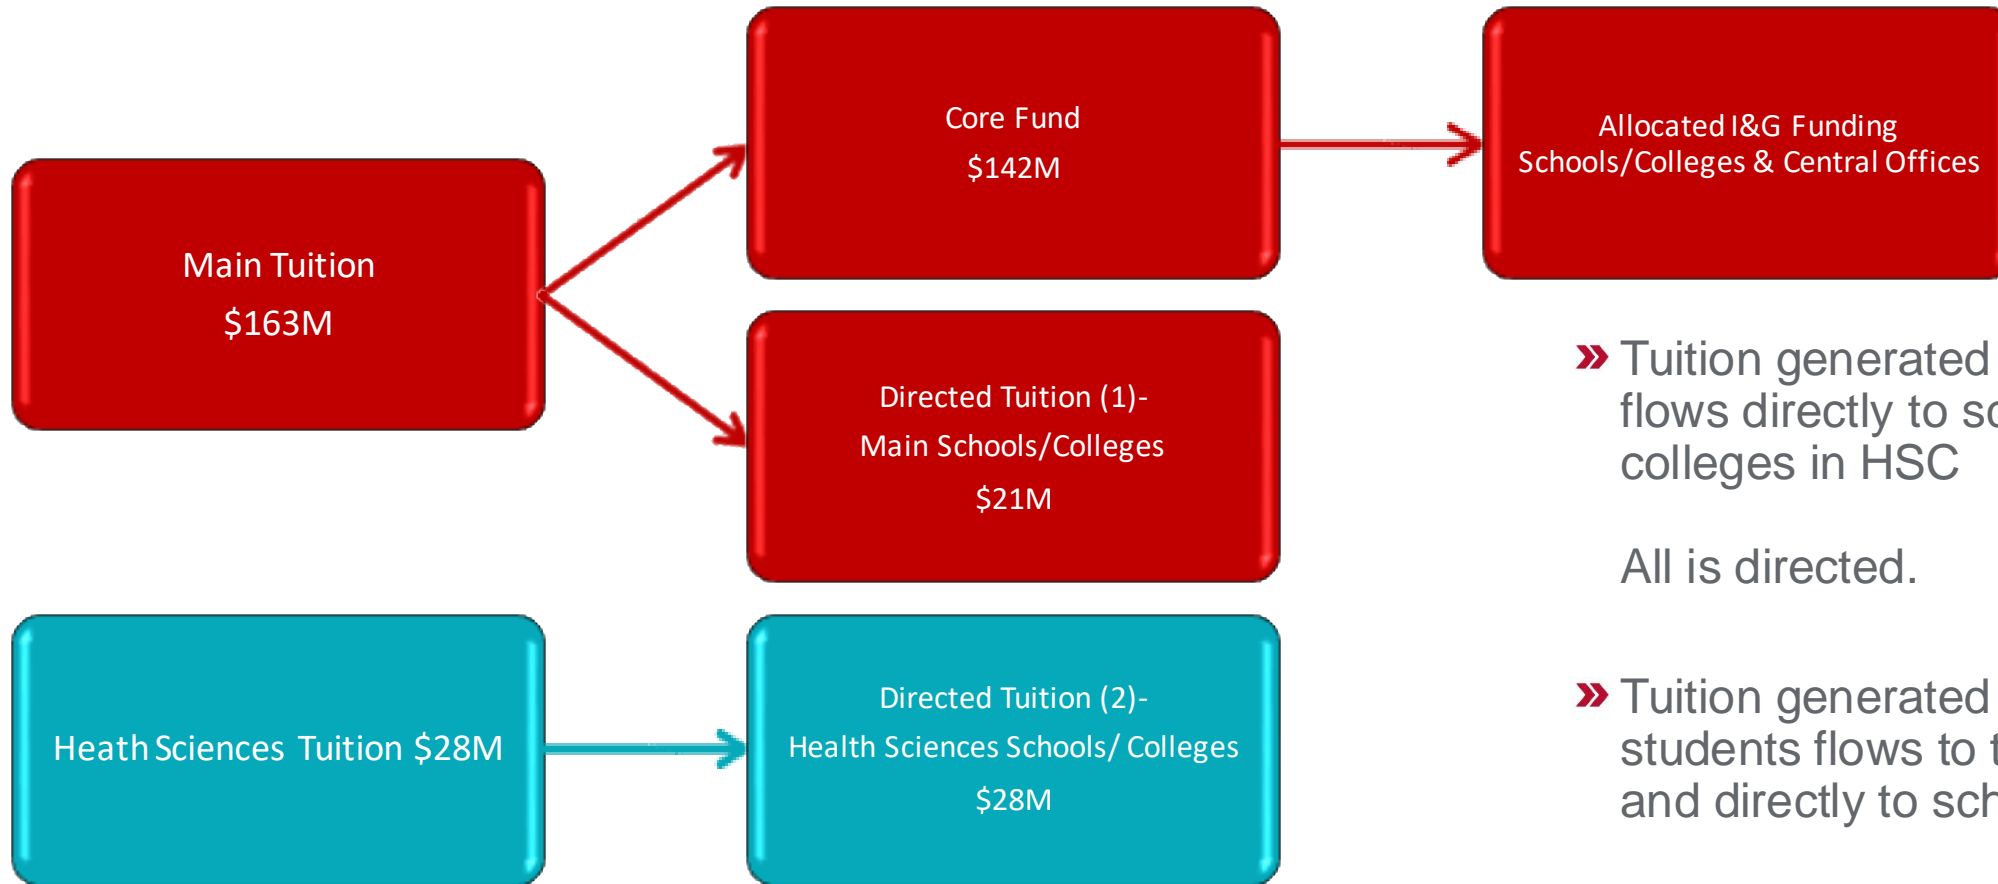 Main Tuition
$163M
Core Fund
$142M
Allocated I&G Funding
Schools/Colleges & Central Offices
Directed Tuition (1)-
Main Schools/Colleges
$21M
Heath Sciences Tuition $28M
Directed Tuition (2)-
Health Sciences Schools/ Colleges
$28M
» Tuition generated
flows directly to
colleges in HSC
All is directed.
» Tuition generated
students flows to
and directly to